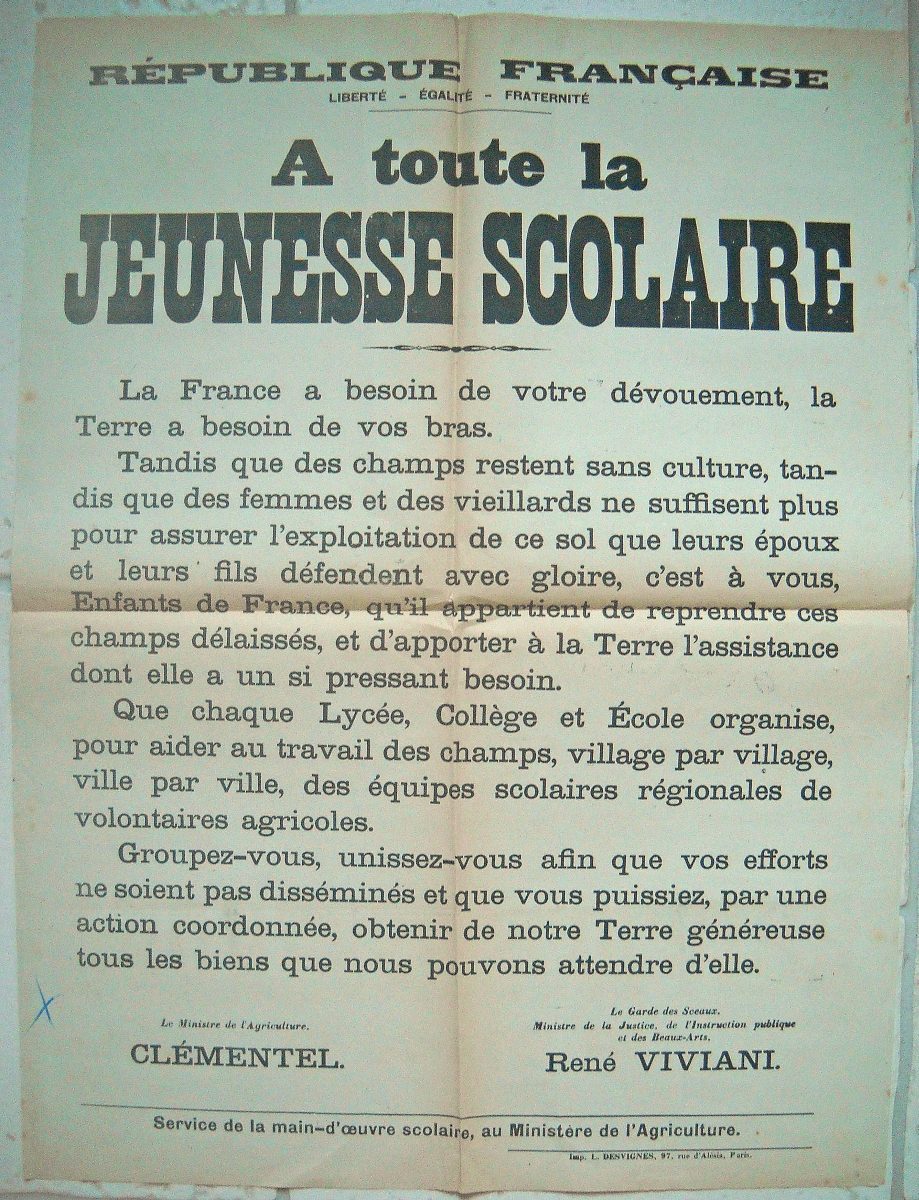 RÉPUBLIQUE FRANÇAISE
LIBERTÉ – ÉGALITÉ – FRATERNITÉ
A toute la
JEUNESSE SCOLAIRE
La France a besoin de votre dévouement, la
Terre a besoin de vos bras.
Tandis que des champs restent sans culture, tan-
dis que des femmes et des vieillards ne suffisent plus
pour assurer l'exploitation de ce sol que leurs époux
et leurs fils défendent avec gloire, c'est à vous,
Enfants de France, qu'il appartient de reprendre ces
champs délaissés, et d'apporter à la Terre l'assistance
dont elle a un si pressant besoin.
Que chaque Lycée, Collège et École organise,
pour aider au travail des champs, village par village,
ville par ville, des équipes scolaires régionales de
volontaires agricoles.
Groupez-vous, unissez-vous afin que vos efforts
ne soient pas disséminés et que vous puissiez, par une
action coordonnée, obtenir de notre Terre généreuse
tous les biens que nous pouvons attendre d'elle.
Le Ministre de l'Agriculture,
CLÉMENTEL.
Le Garde des Sceaux,
Ministre de la Justice, de l'Instruction publique
et des Beaux-Arts,
René VIVIANI.
Service de la main-d'œuvre scolaire, au Ministère de l'Agriculture.
Imp. L. DESVIGNES, 97, rue d'Alésia, Paris.